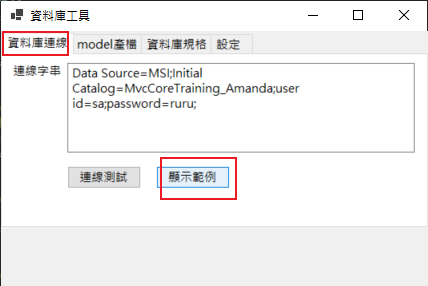 資料庫工具
資料庫連線 model產檔 資料庫規格 設定
連線字串
Data Source=MSI;Initial
Catalog=MvcCoreTraining_Amanda;user
id=sa;password=ruru;
連線測試 顯示範例